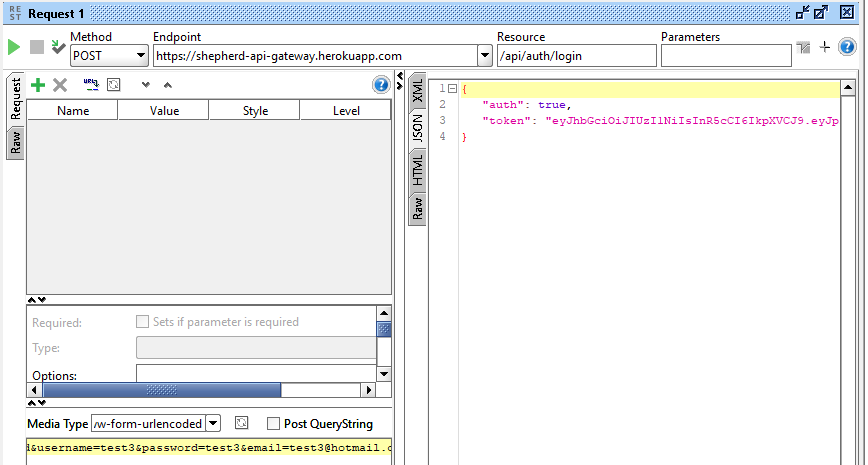 REST Request 1
Method Endpoint Resource Parameters
POST https://shepherd-api-gateway.herokuapp.com /api/auth/login
Request
Raw
URL
Name Value Style Level
Required: Sets if parameter is required
Type:
Options:
Media Type /w-form-urlencoded Post QueryString
d&username=test3&password=test3&email=test3@hotmail.c
XML
JSON
HTML
Raw
1 {
2 "auth": true,
3 "token": "eyJhbGciOiJIUzI1NiIsInR5cCI6IkpXVCJ9.eyJp
4 }